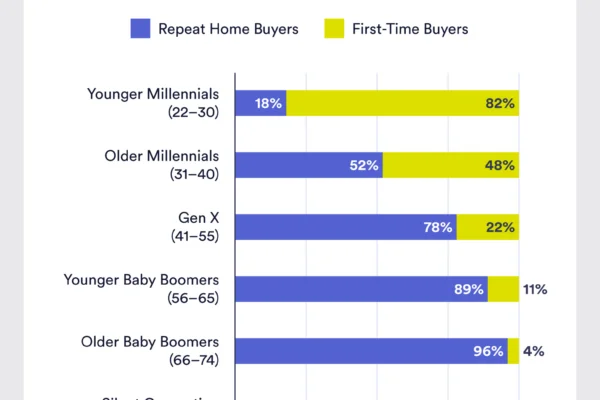 Repeat Home Buyers First-Time Buyers
Younger Millennials
(22–30)
18% 82%
Older Millennials
(31–40)
52% 48%
Gen X
(41–55)
78% 22%
Younger Baby Boomers
(56–65)
89% 11%
Older Baby Boomers
(66–74)
96% 4%